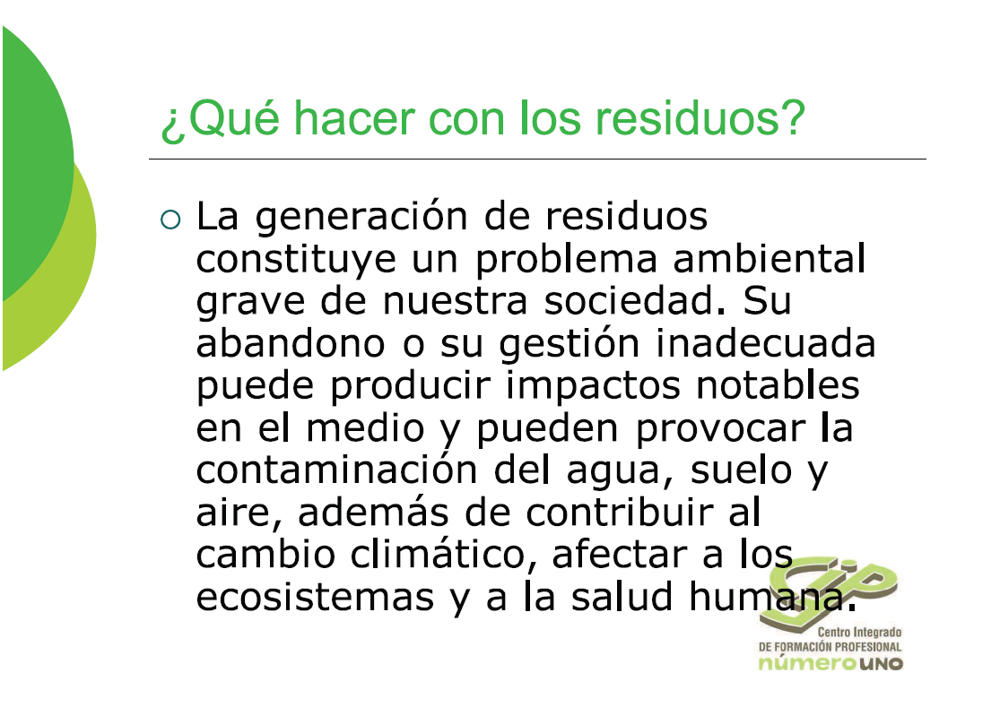 ¿Qué hacer con los residuos?
La generación de residuos
constituye un problema ambiental
grave de nuestra sociedad. Su
abandono o su gestión inadecuada
puede producir impactos notables
en el medio y pueden provocar la
contaminación del agua, suelo y
aire, además de contribuir al
cambio climático, afectar a los
ecosistemas y a la salud humana.
cip
Centro Integrado
DE FORMACIÓN PROFESIONAL
númeroUNO